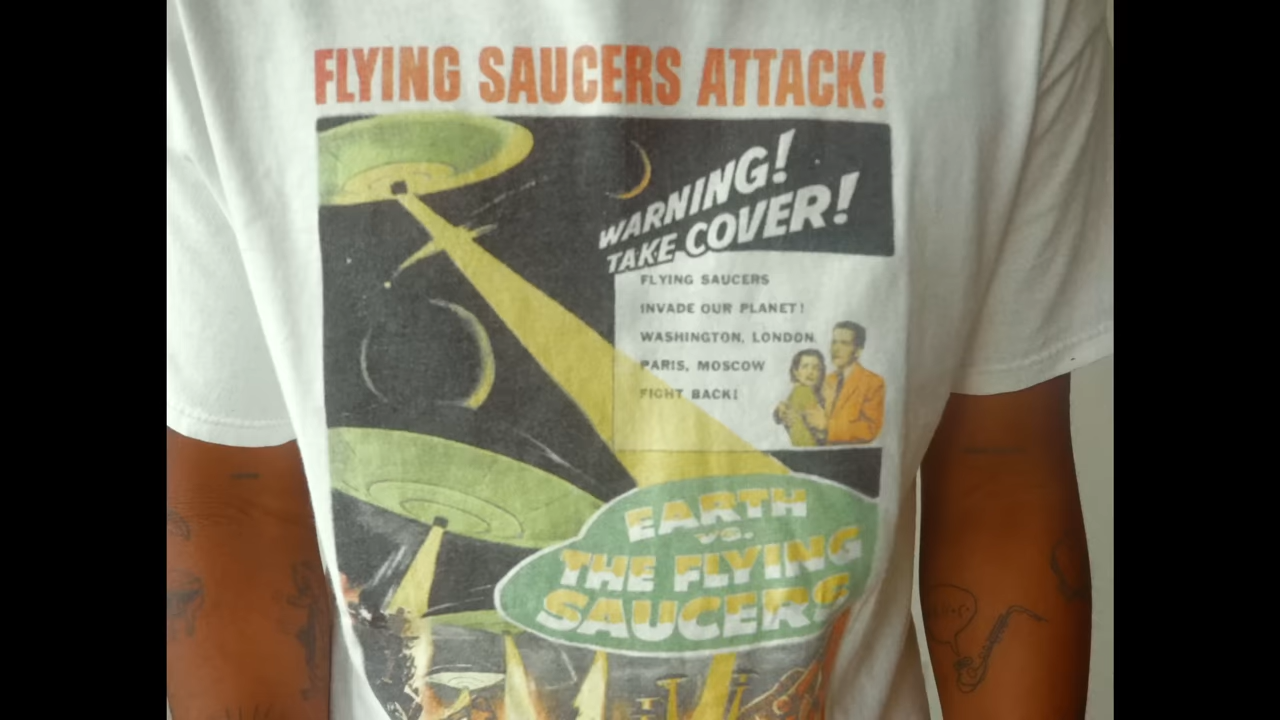 FLYING SAUCERS ATTACK!
WARNING!
TAKE COVER!
FLYING SAUCERS
INVADE OUR PLANET!
WASHINGTON, LONDON
PARIS, MOSCOW
FIGHT BACK!
EARTH
VS.
THE FLYING
SAUCERS